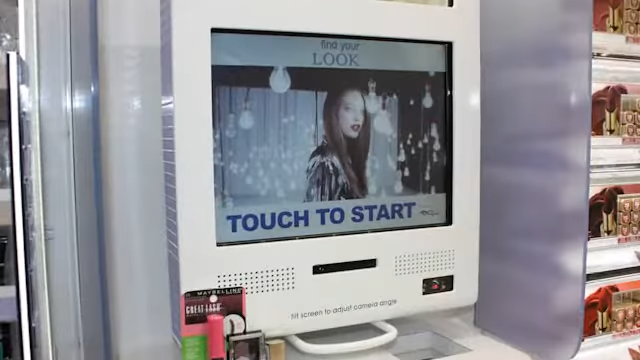 find your
LOOK
TOUCH TO START
tilt screen to adjust camera angle
MAYBELLINE
GREAT LASH